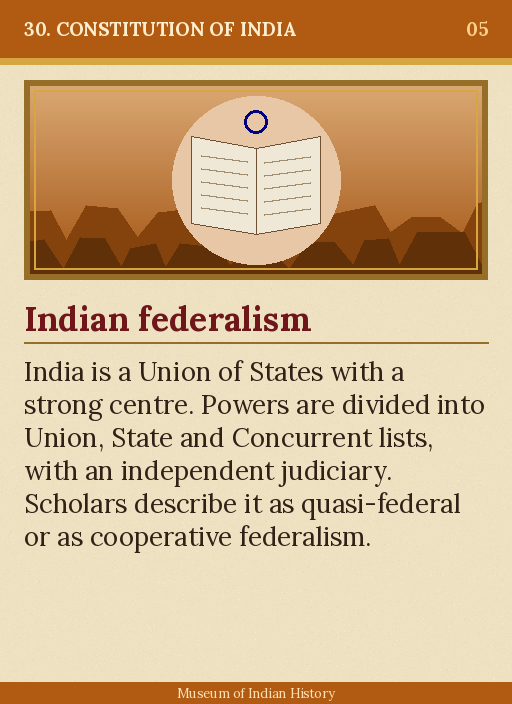 30. CONSTITUTION OF INDIA 05
Indian federalism
India is a Union of States with a
strong centre. Powers are divided into
Union, State and Concurrent lists,
with an independent judiciary.
Scholars describe it as quasi-federal
or as cooperative federalism.
Museum of Indian History